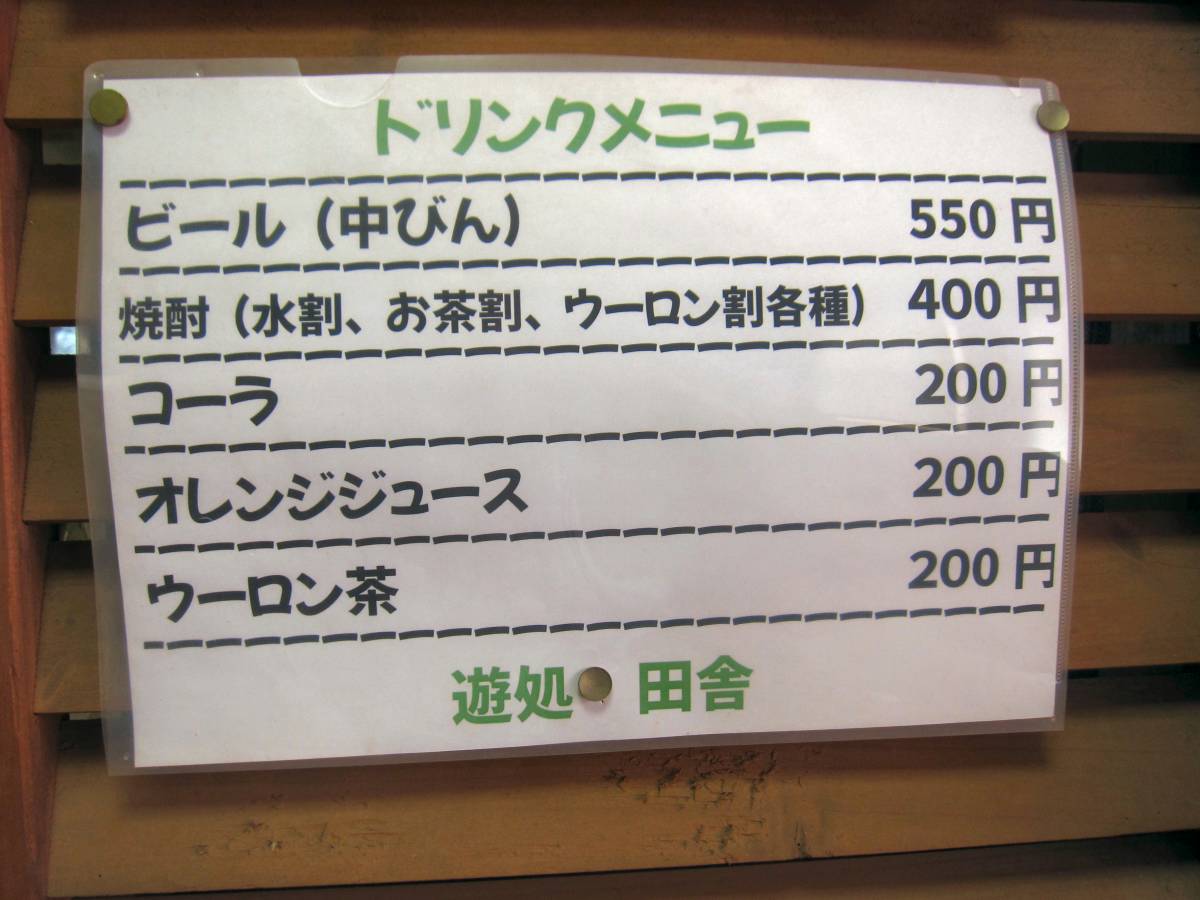 ドリンクメニュー
ビール（中びん） 550 円
焼酎（水割、お茶割、ウーロン割各種） 400 円
コーラ 200 円
オレンジジュース 200 円
ウーロン茶 200 円
遊処 田舎